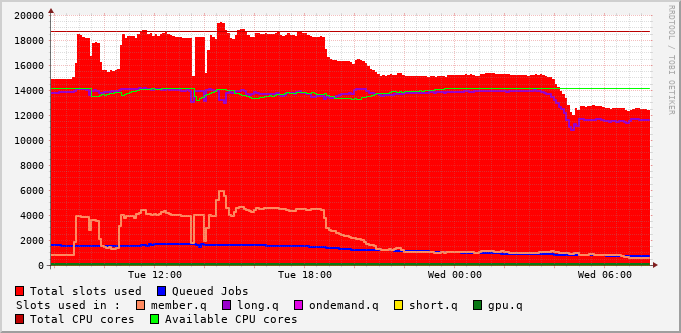 20000
18000
16000
14000
12000
10000
8000
6000
4000
2000
0
Tue 12:00 Tue 18:00 Wed 00:00 Wed 06:00
RRDTOOL / TOBI OETIKER
Total slots used Queued Jobs
Slots used in : member.q long.q ondemand.q short.q gpu.q
Total CPU cores Available CPU cores